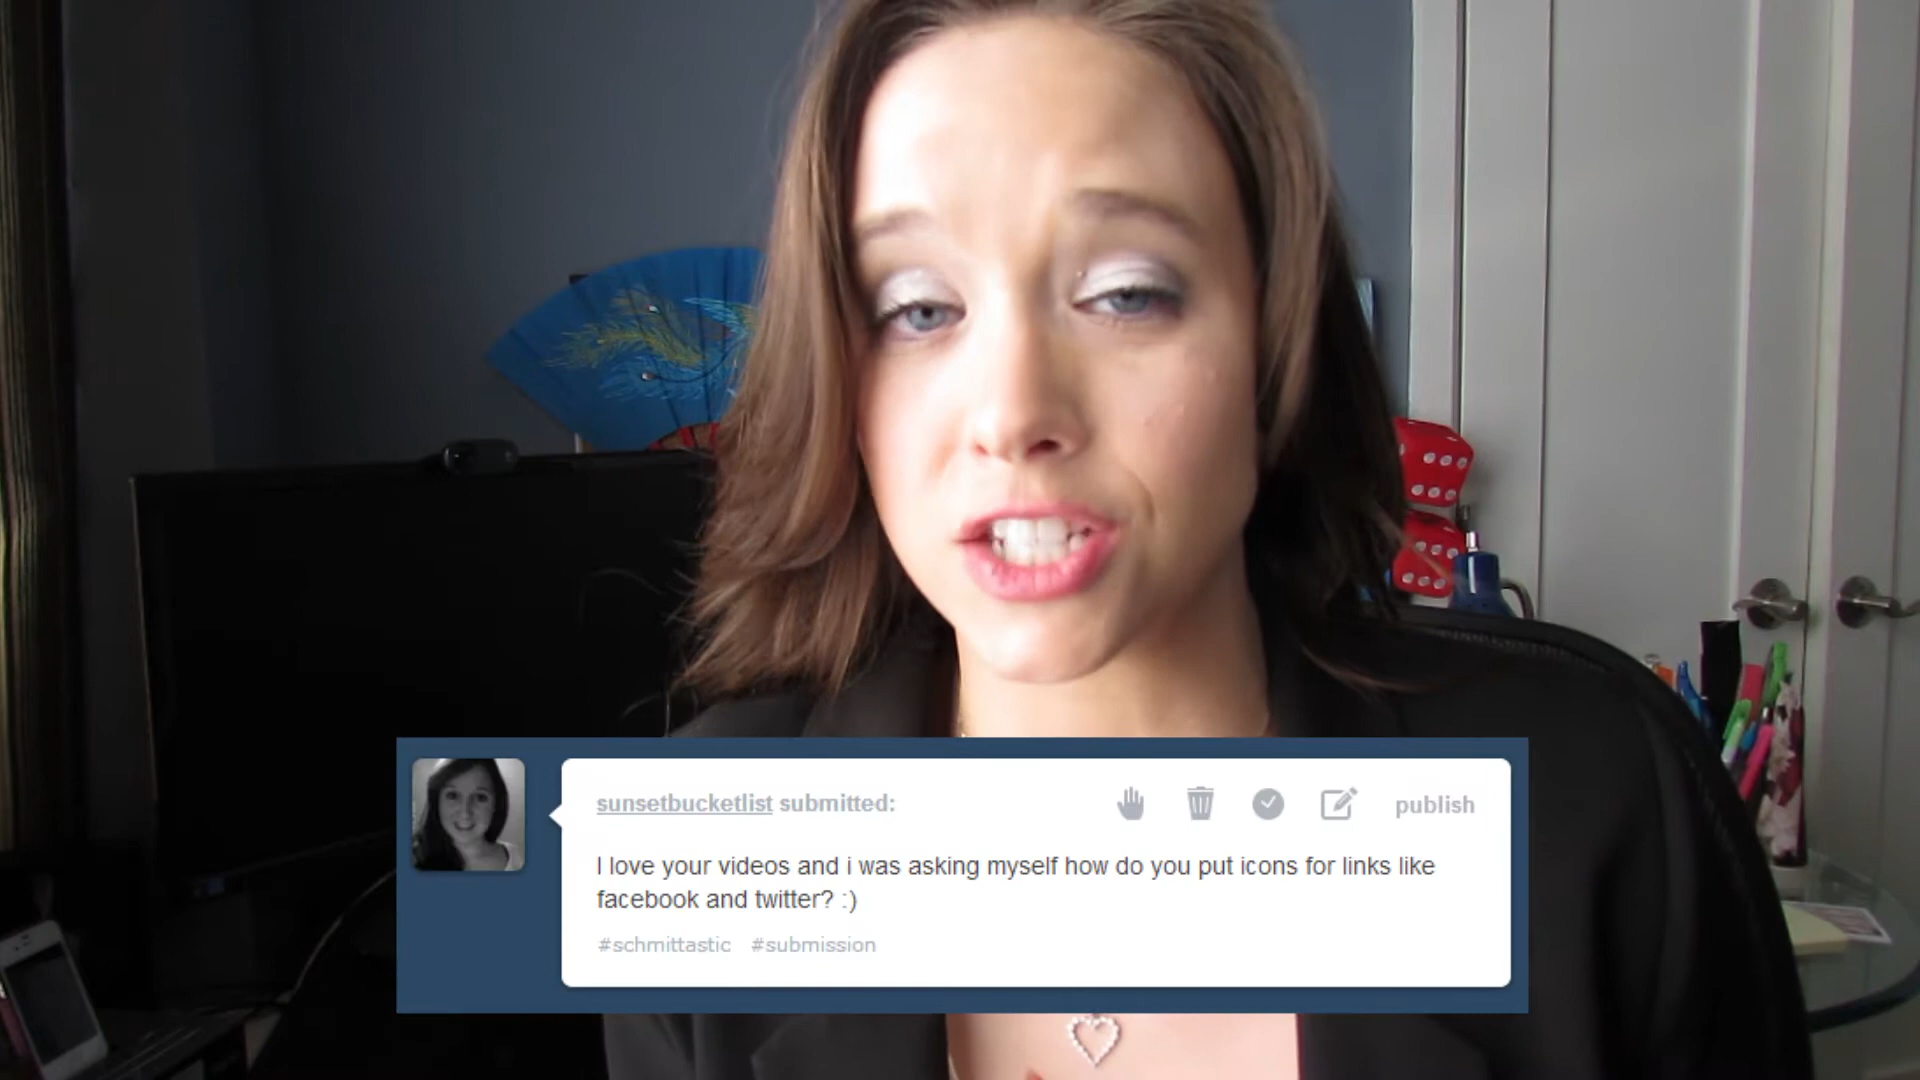 sunsetbucketlist submitted:
publish
I love your videos and i was asking myself how do you put icons for links like
facebook and twitter? :)
#schmittastic #submission